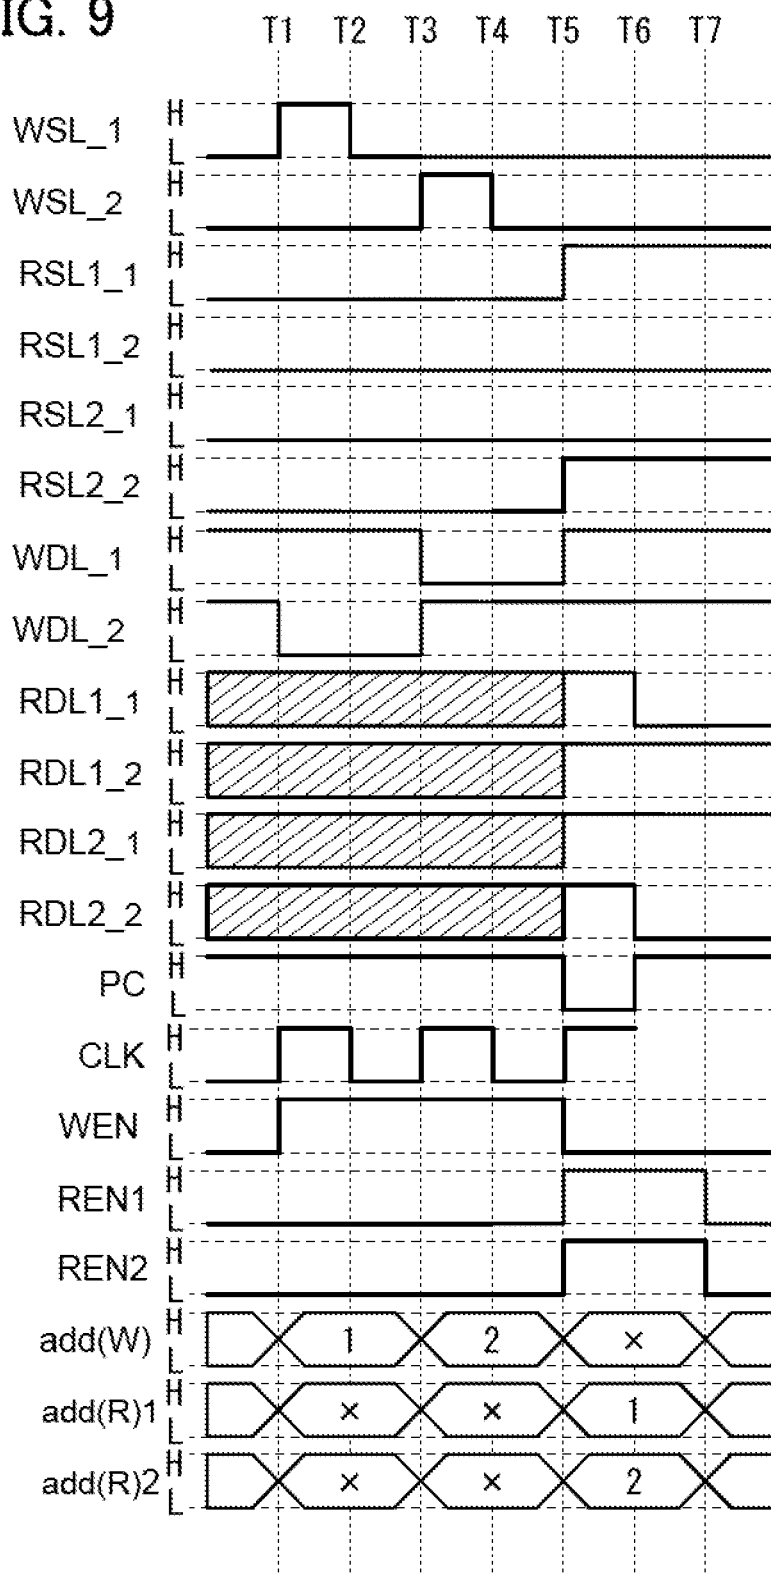 IG. 9
T1 T2 T3 T4 T5 T6 T7
WSL_1 H L
WSL_2 H L
RSL1_1 H L
RSL1_2 H L
RSL2_1 H L
RSL2_2 H L
WDL_1 H L
WDL_2 H L
RDL1_1 H L
RDL1_2 H L
RDL2_1 H L
RDL2_2 H L
PC H L
CLK H L
WEN H L
REN1 H L
REN2 H L
add(W) H L 1 2 ×
add(R)1 H L × × 1
add(R)2 H L × × 2